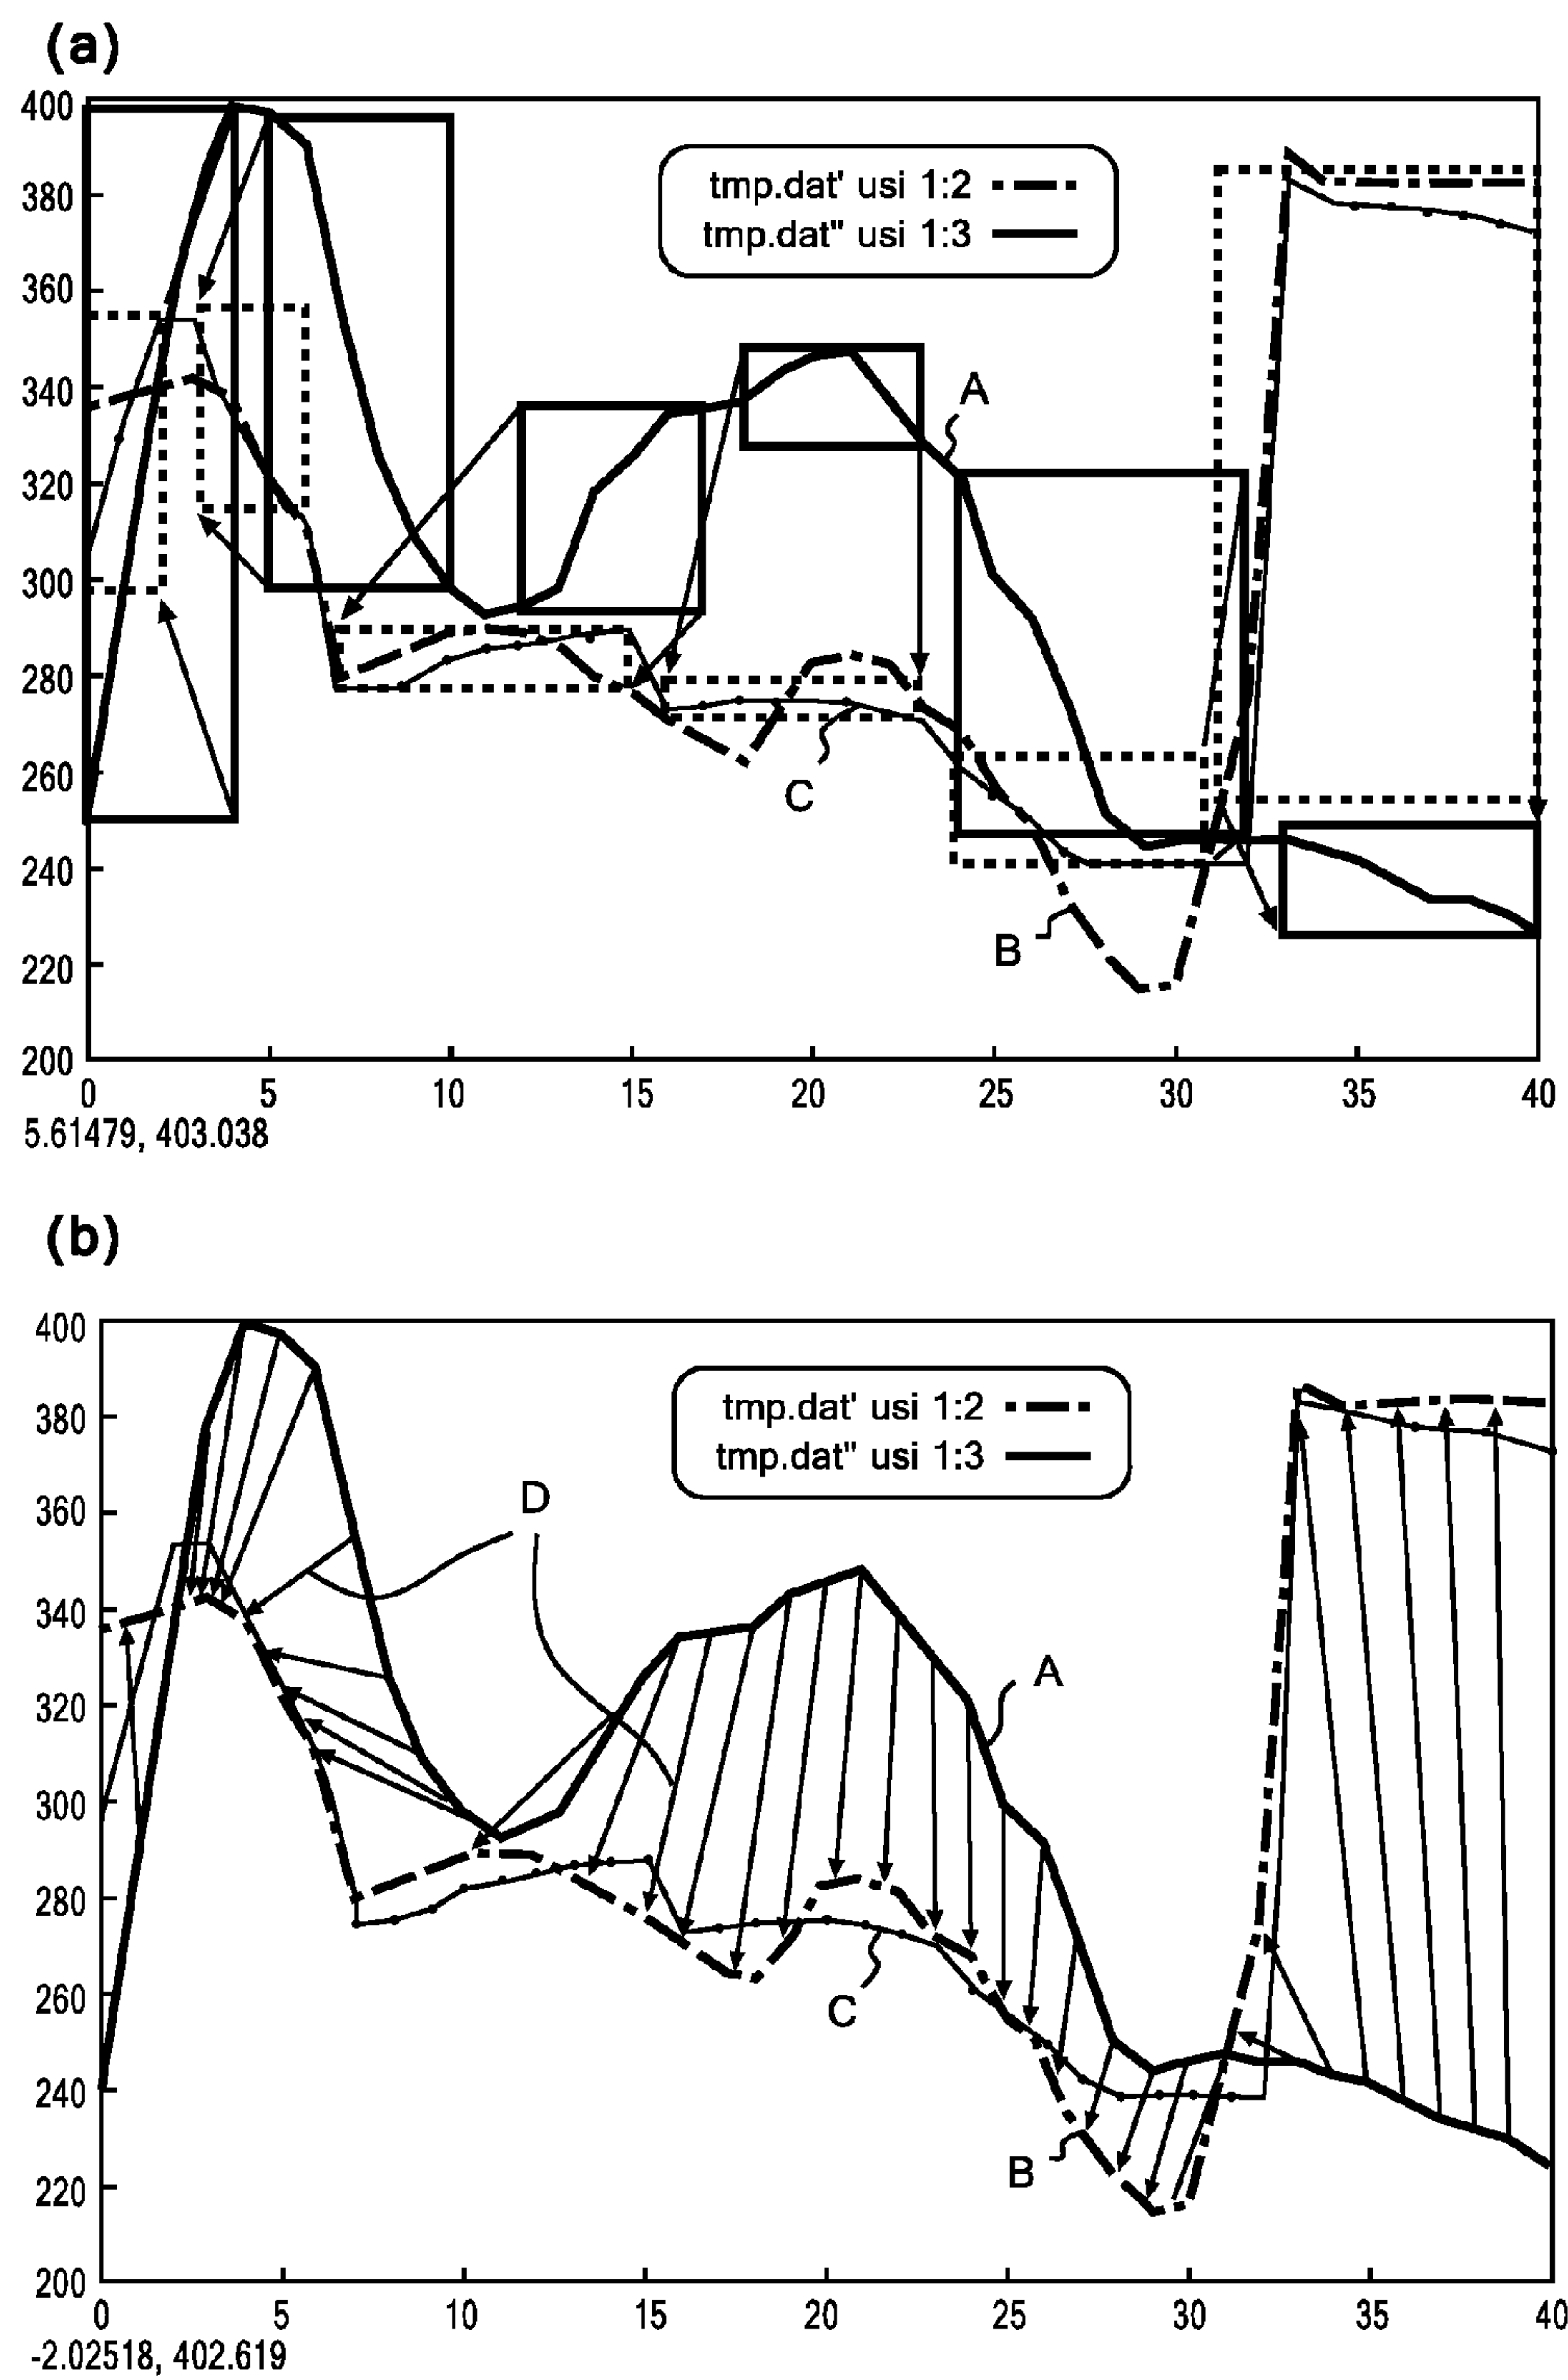 (a)
400
380
360
340
320
300
280
260
240
220
200
tmp.dat' usi 1:2
tmp.dat" usi 1:3
A
C
B
0 5 10 15 20 25 30 35 40
5.61479, 403.038
(b)
400
380
360
340
320
300
280
260
240
220
200
tmp.dat' usi 1:2
tmp.dat" usi 1:3
D
A
C
B
0 5 10 15 20 25 30 35 40
-2.02518, 402.619